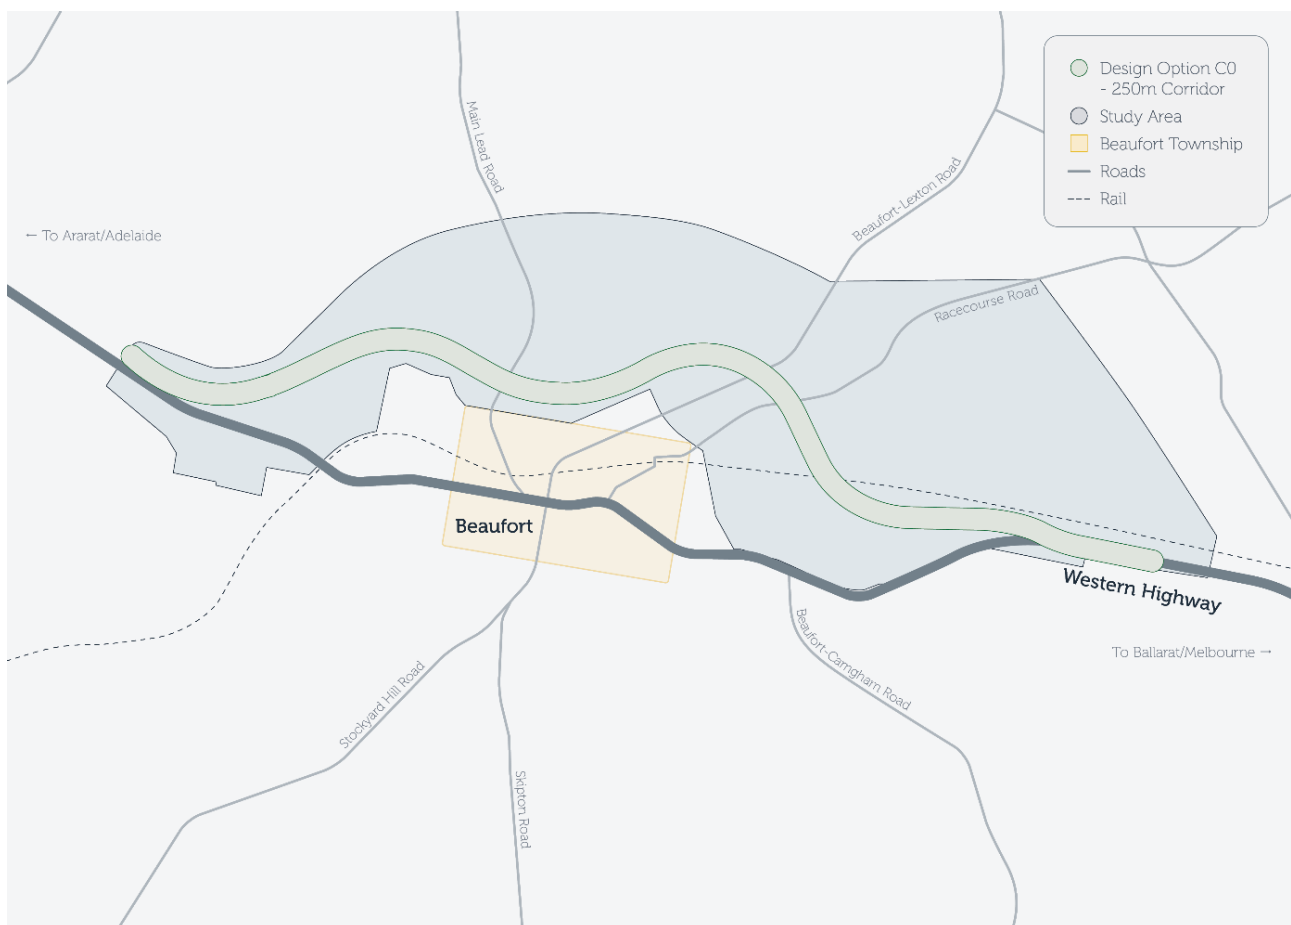 Design Option C0
- 250m Corridor
Study Area
Beaufort Township
Roads
Rail
Main Lead Road
Beaufort-Lexton Road
← To Ararat/Adelaide
Racecourse Road
Beaufort
Western Highway
To Ballarat/Melbourne →
Beaufort-Carngham Road
Stockyard Hill Road
Skipton Road